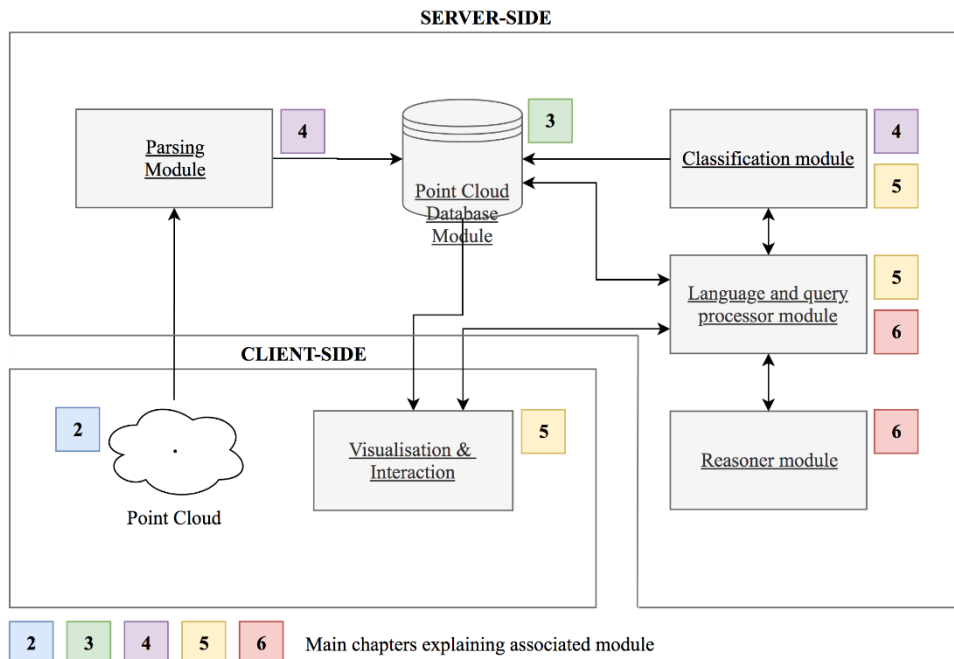 SERVER-SIDE
Parsing
Module
4
Point Cloud
Database
Module
3
Classification module
4
5
Language and query
processor module
5
6
Reasoner module
6
CLIENT-SIDE
2
Point Cloud
Visualisation &
Interaction
5
2 3 4 5 6 Main chapters explaining associated module